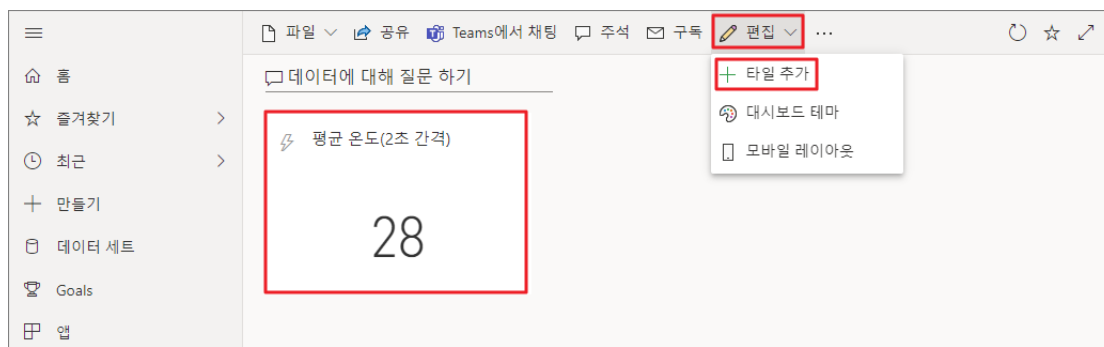 파일 공유 Teams에서 채팅 주석 구독 편집 ...
홈
즐겨찾기
최근
만들기
데이터 세트
Goals
앱
데이터에 대해 질문 하기
평균 온도(2초 간격)
28
타일 추가
대시보드 테마
모바일 레이아웃